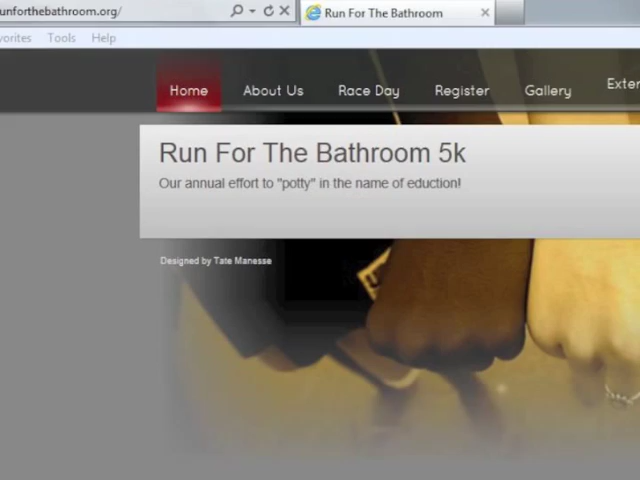 unforthebathroom.org/
Run For The Bathroom
vorites Tools Help
Home About Us Race Day Register Gallery Exter
Run For The Bathroom 5k
Our annual effort to "potty" in the name of eduction!
Designed by Tate Manesse